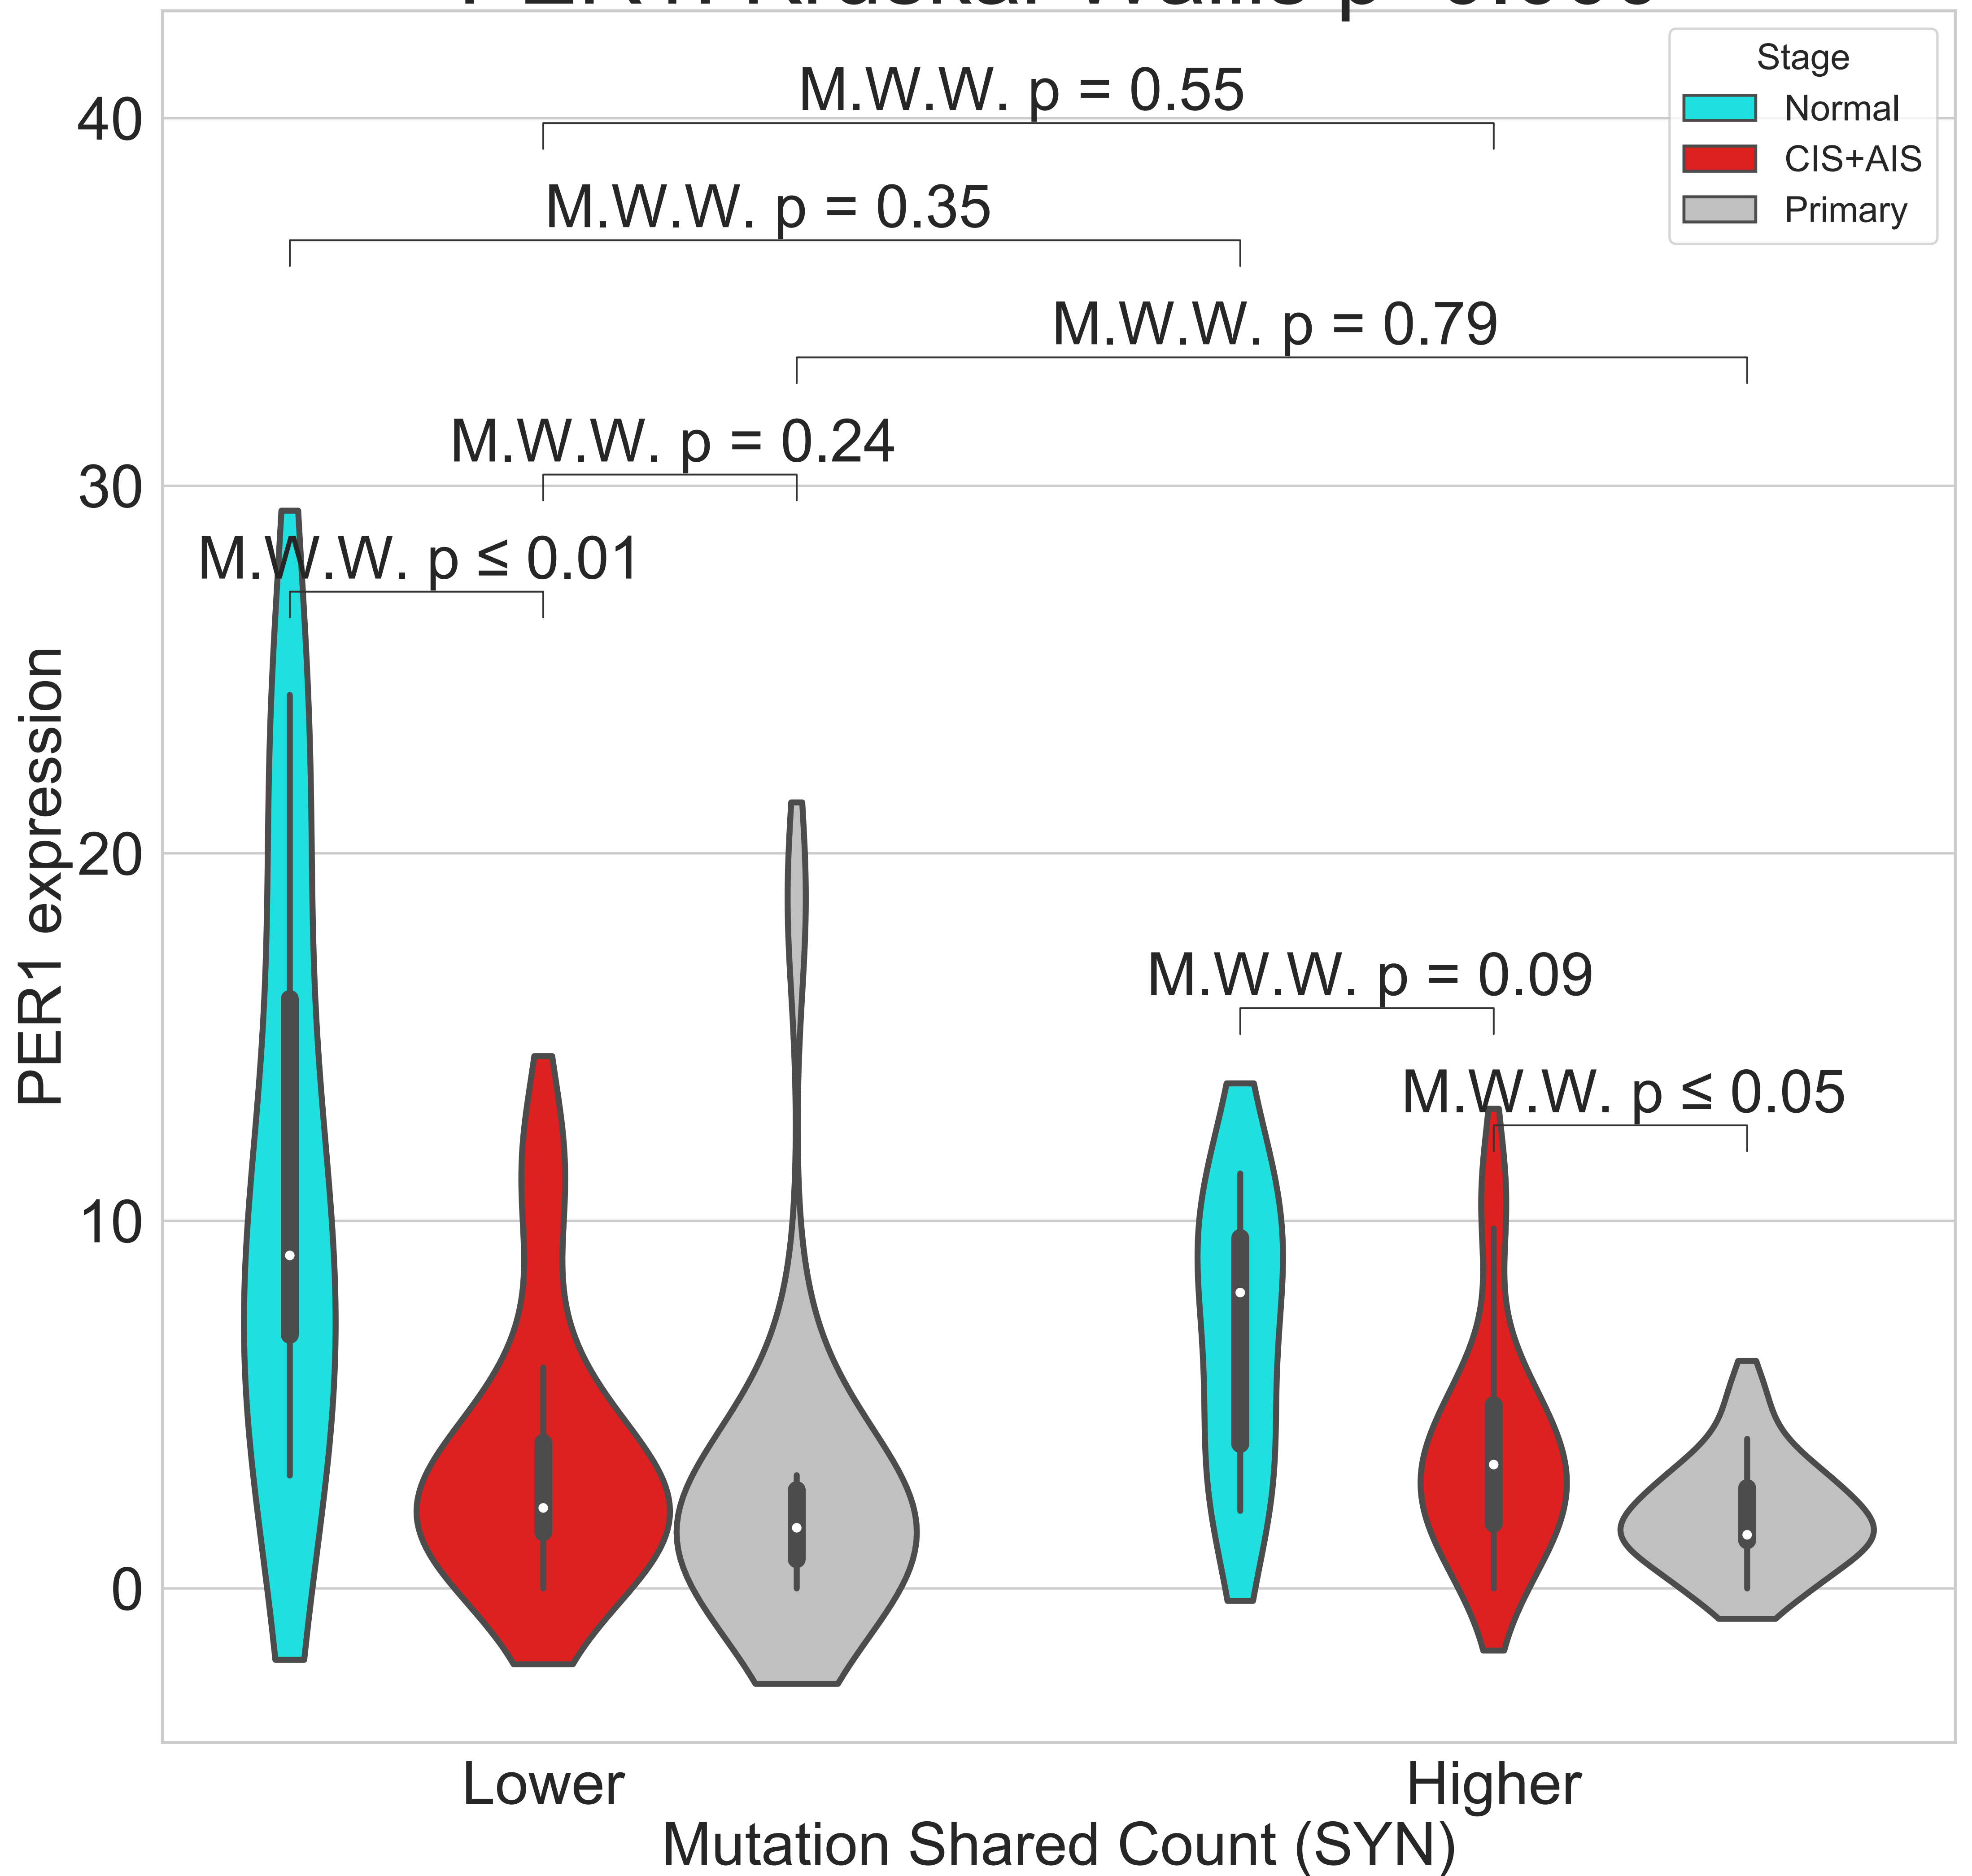 Stage
Normal
CIS+AIS
Primary
M.W.W. p = 0.55
M.W.W. p = 0.35
M.W.W. p = 0.79
M.W.W. p = 0.24
M.W.W. p ≤ 0.01
M.W.W. p = 0.09
M.W.W. p ≤ 0.05
40
30
20
10
0
PER1 expression
Lower
Higher
Mutation Shared Count (SYN)